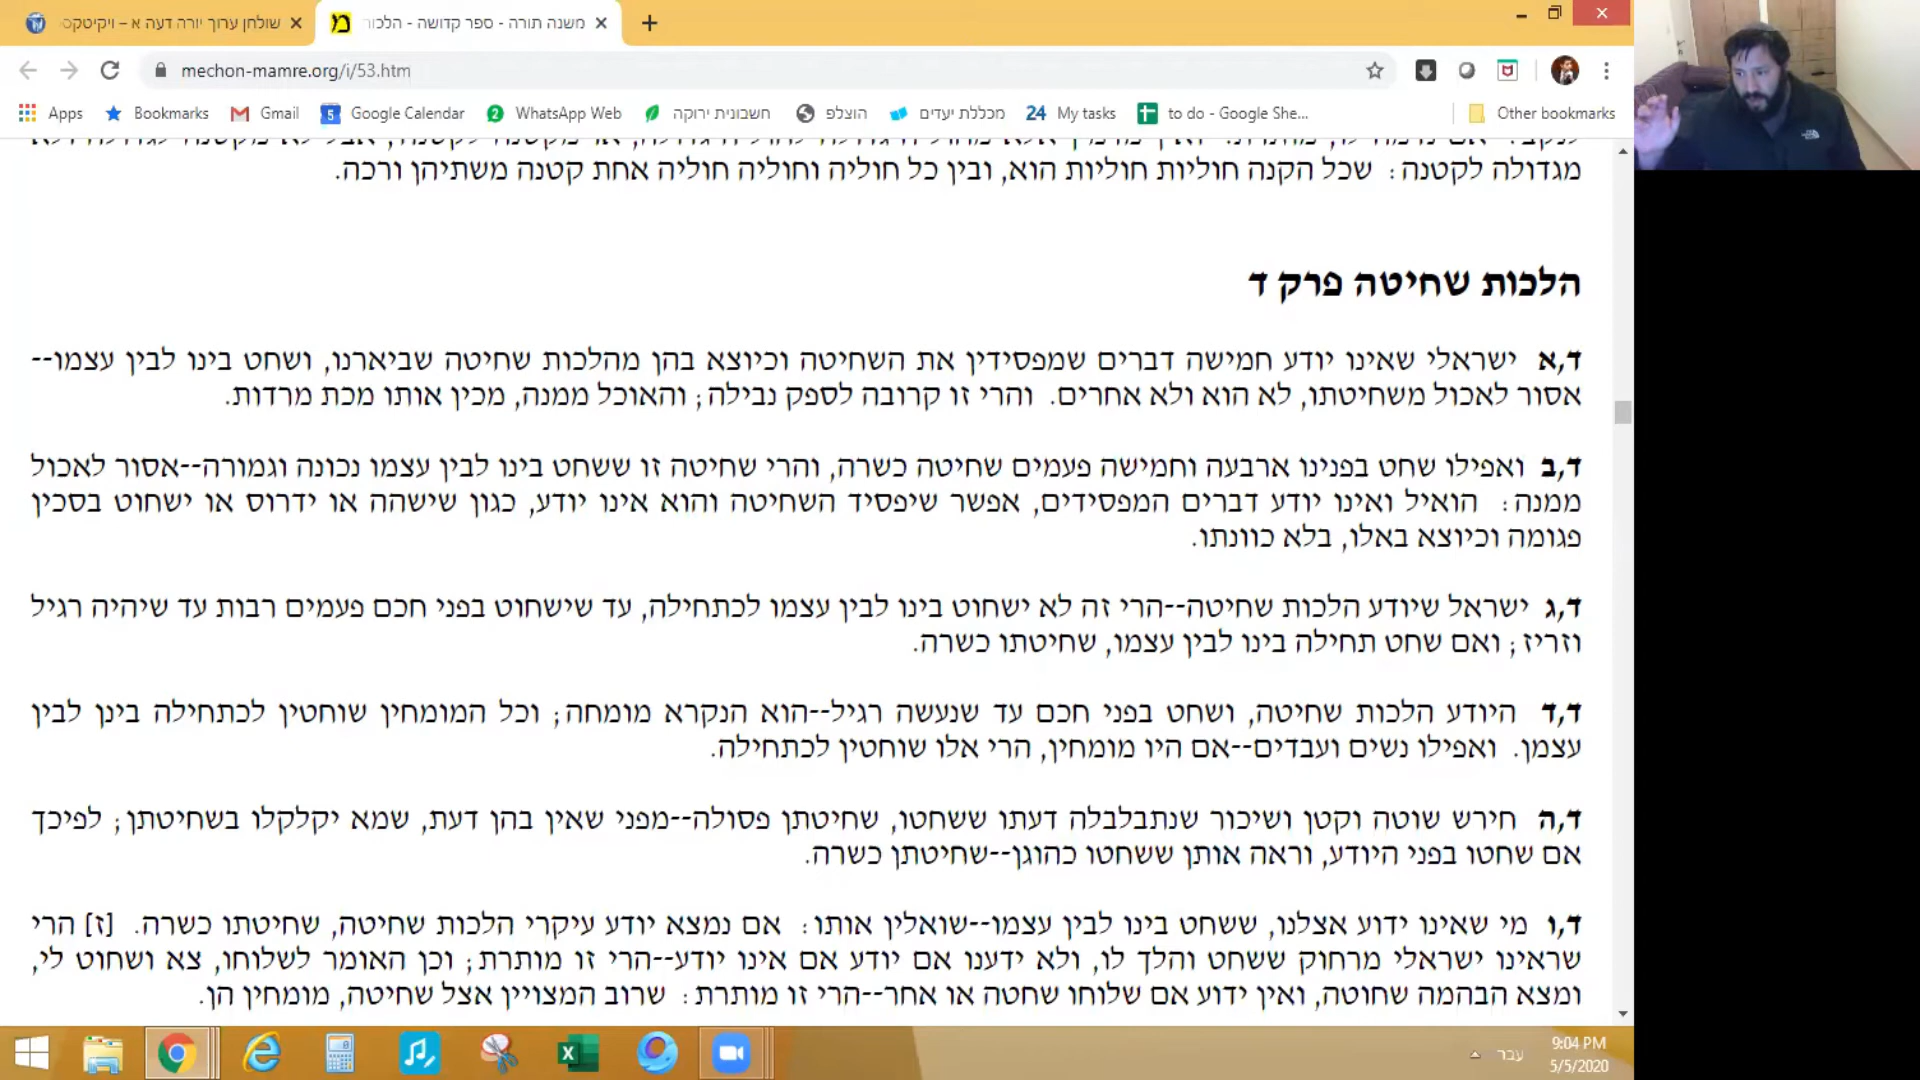 שולחן ערוך יורה דעה א – ויקיטקס
משנה תורה - ספר קדושה - הלכוו
mechon-mamre.org/i/53.htm
Apps Bookmarks Gmail Google Calendar WhatsApp Web חשבונית ירוקה הוצלפ מכללת יעדים 24 My tasks to do - Google She... Other bookmarks
מגדולה לקטנה: שכל הקנה חוליות חוליות הוא, ובין כל חוליה וחוליה חוליה אחת קטנה משתיהן ורכה.
הלכות שחיטה פרק ד
ד,א ישראלי שאינו יודע חמישה דברים שמפסידין את השחיטה וכיוצא בהן מהלכות שחיטה שביארנו, ושחט בינו לבין עצמו--
אסור לאכול משחיטתו, לא הוא ולא אחרים. והרי זו קרובה לספק נבילה; והאוכל ממנה, מכין אותו מכת מרדות.
ד,ב ואפילו שחט בפנינו ארבעה וחמישה פעמים שחיטה כשרה, והרי שחיטה זו ששחט בינו לבין עצמו נכונה וגמורה--אסור לאכול
ממנה: הואיל ואינו יודע דברים המפסידים, אפשר שיפסיד השחיטה והוא אינו יודע, כגון שישהה או ידרוס או ישחוט בסכין
פגומה וכיוצא באלו, בלא כוונתו.
ד,ג ישראל שיודע הלכות שחיטה--הרי זה לא ישחוט בינו לבין עצמו לכתחילה, עד שישחוט בפני חכם פעמים רבות עד שיהיה רגיל
וזריז; ואם שחט תחילה בינו לבין עצמו, שחיטתו כשרה.
ד,ד היודע הלכות שחיטה, ושחט בפני חכם עד שנעשה רגיל--הוא הנקרא מומחה; וכל המומחין שוחטין לכתחילה בינן לבין
עצמן. ואפילו נשים ועבדים--אם היו מומחין, הרי אלו שוחטין לכתחילה.
ד,ה חירש שוטה וקטן ושיכור שנתבלבלה דעתו ששחטו, שחיטתן פסולה--מפני שאין בהן דעת, שמא יקלקלו בשחיטתן; לפיכך
אם שחטו בפני היודע, וראה אותן ששחטו כהוגן--שחיטתן כשרה.
ד,ו מי שאינו ידוע אצלנו, ששחט בינו לבין עצמו--שואלין אותו: אם נמצא יודע עיקרי הלכות שחיטה, שחיטתו כשרה. [ז] הרי
שראינו ישראלי מרחוק ששחט והלך לו, ולא ידענו אם יודע אם אינו יודע--הרי זו מותרת; וכן האומר לשלוחו, צא ושחוט לי,
ומצא הבהמה שחוטה, ואין ידוע אם שלוחו שחטה או אחר--הרי זו מותרת: שרוב המצויין אצל שחיטה, מומחין הן.
עבר
9:04 PM
5/5/2020